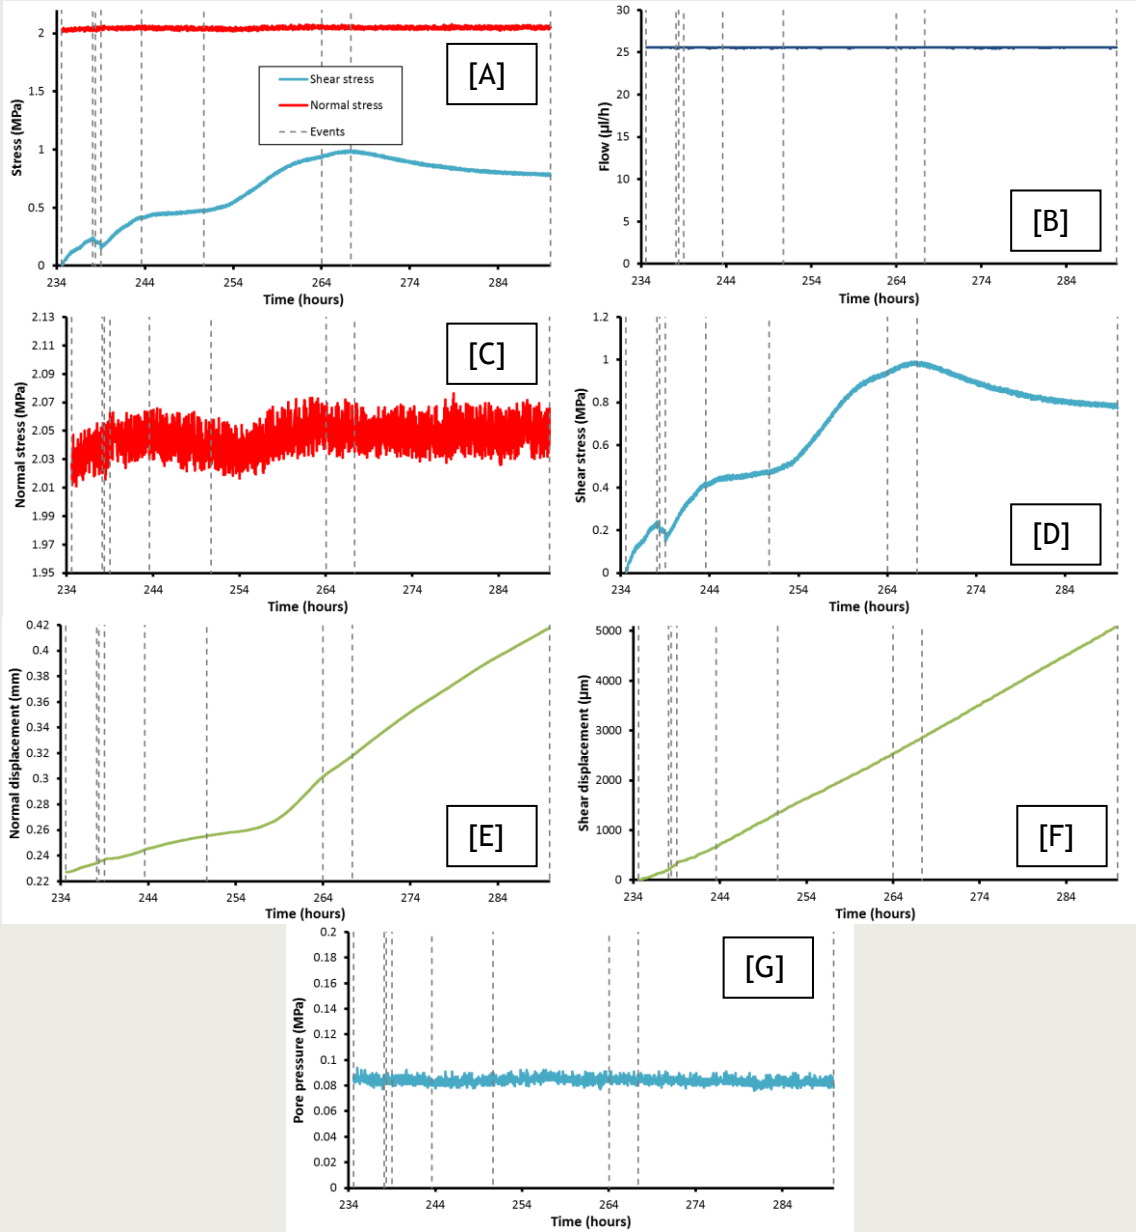 2
1.5
1
0.5
0
Stress (MPa)
[A]
Shear stress
Normal stress
Events
234 244 254 264 274 284
Time (hours)
30
25
20
15
10
5
0
Flow (µl/h)
[B]
234 244 254 264 274 284
Time (hours)
2.13
2.11
2.09
2.07
2.05
2.03
2.01
1.99
1.97
1.95
Normal stress (MPa)
[C]
234 244 254 264 274 284
Time (hours)
1.2
1
0.8
0.6
0.4
0.2
0
Shear stress (MPa)
[D]
234 244 254 264 274 284
Time (hours)
0.42
0.4
0.38
0.36
0.34
0.32
0.3
0.28
0.26
0.24
0.22
Normal displacement (mm)
[E]
234 244 254 264 274 284
Time (hours)
5000
4000
3000
2000
1000
0
Shear displacement (µm)
[F]
234 244 254 264 274 284
Time (hours)
0.2
0.18
0.16
0.14
0.12
0.1
0.08
0.06
0.04
0.02
0
Pore pressure (MPa)
[G]
234 244 254 264 274 284
Time (hours)